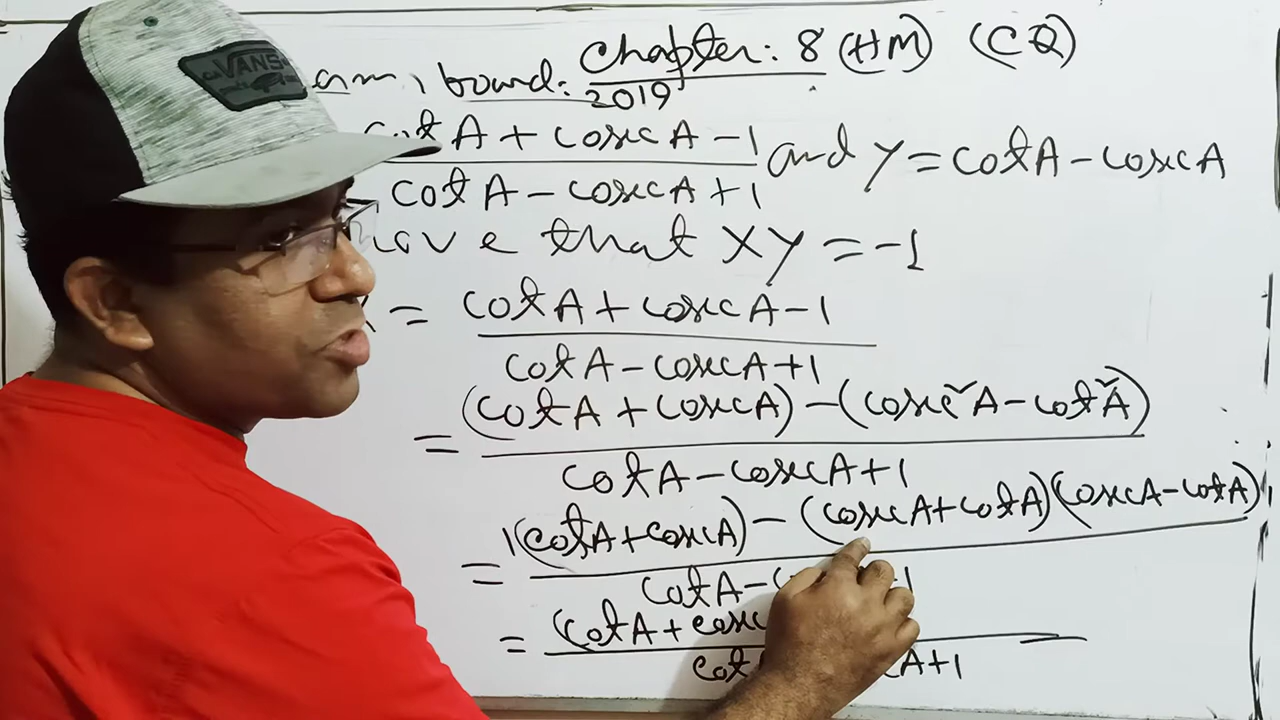 VANS
Chapter: 8 (HM) (CQ)
board: 2019
cotA + cosecA - 1 / cotA - cosecA + 1 and Y = cotA - cosecA
that XY = -1
= cotA + cosecA - 1 / cotA - cosecA + 1
= (cotA + cosecA) - (cosec²A - cot²A) / cotA - cosecA + 1
= 1(cotA + cosecA) - (cosecA + cotA)(cosecA - cotA) / cotA -
= (cotA + cosec / cot A + 1